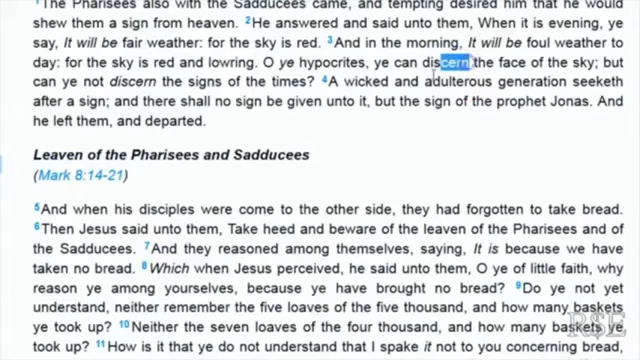 ¹The Pharisees also with the Sadducees came, and tempting desired him that he would
shew them a sign from heaven. ²He answered and said unto them, When it is evening, ye
say, It will be fair weather: for the sky is red. ³And in the morning, It will be foul weather to
day: for the sky is red and lowring. O ye hypocrites, ye can discern the face of the sky; but
can ye not discern the signs of the times? ⁴A wicked and adulterous generation seeketh
after a sign; and there shall no sign be given unto it, but the sign of the prophet Jonas. And
he left them, and departed.
Leaven of the Pharisees and Sadducees
(Mark 8:14-21)
⁵And when his disciples were come to the other side, they had forgotten to take bread.
⁶Then Jesus said unto them, Take heed and beware of the leaven of the Pharisees and of
the Sadducees. ⁷And they reasoned among themselves, saying, It is because we have
taken no bread. ⁸Which when Jesus perceived, he said unto them, O ye of little faith, why
reason ye among yourselves, because ye have brought no bread? ⁹Do ye not yet
understand, neither remember the five loaves of the five thousand, and how many baskets
ye took up? ¹⁰Neither the seven loaves of the four thousand, and how many baskets ye
took up? ¹¹How is it that ye do not understand that I spake it not to you concerning bread,
R$E